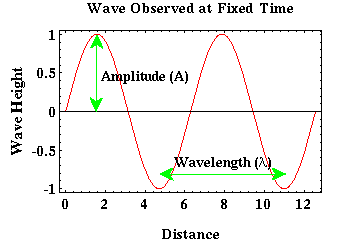 Wave Observed at Fixed Time
1
0.5
0
-0.5
-1
Wave Height
Amplitude (A)
Wavelength (λ)
0 2 4 6 8 10 12
Distance